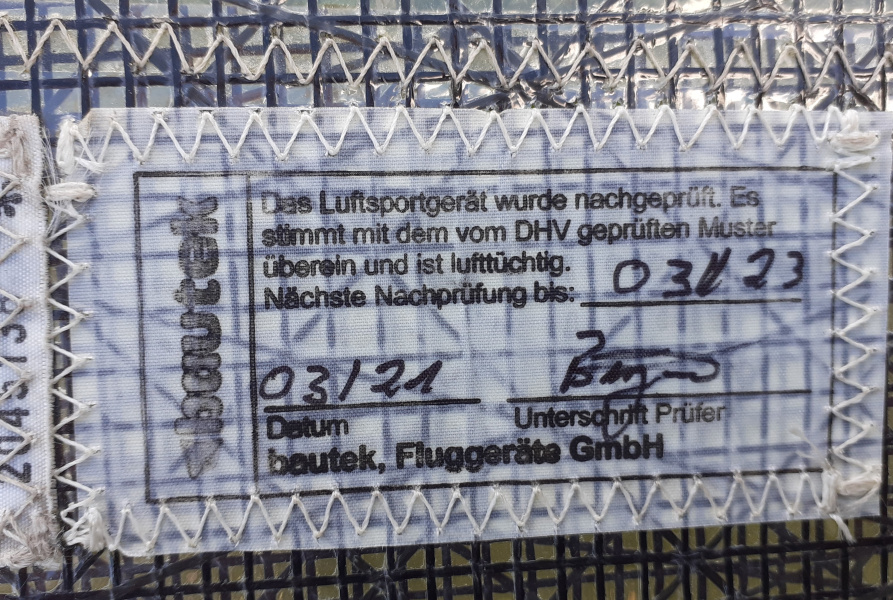 bautek
Das Luftsportgerät wurde nachgeprüft. Es
stimmt mit dem vom DHV geprüften Muster
überein und ist lufttüchtig.
Nächste Nachprüfung bis: 03/23
03/21
Datum
Unterschrift Prüfer
bautek, Fluggeräte GmbH